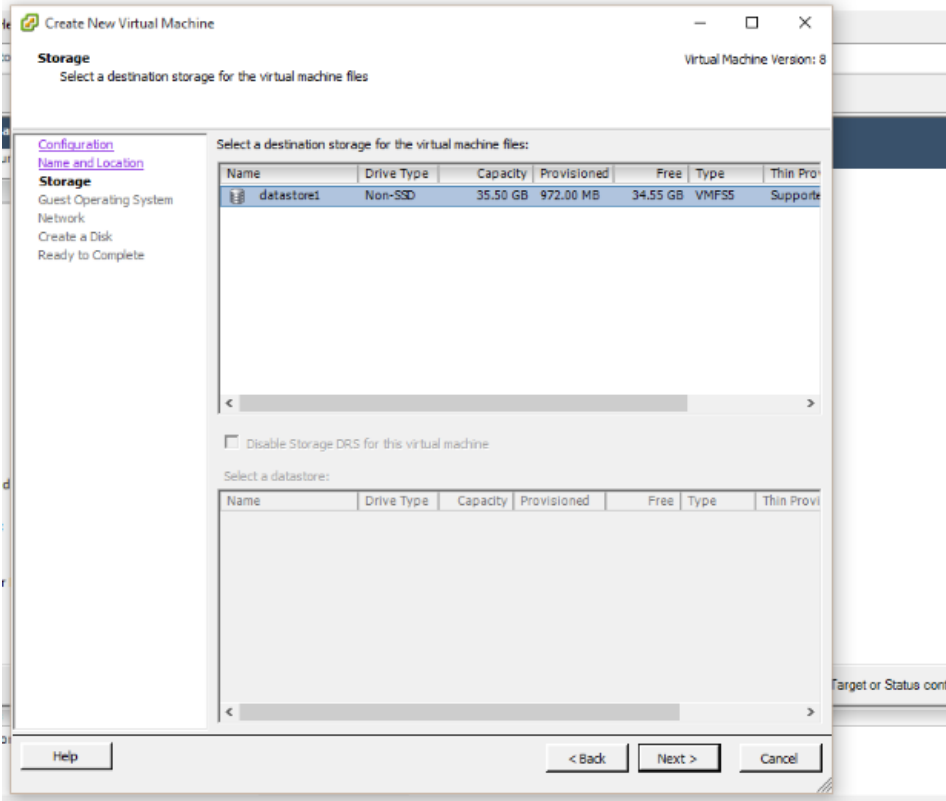 Create New Virtual Machine
Storage
Select a destination storage for the virtual machine files
Virtual Machine Version: 8
Configuration
Name and Location
Storage
Guest Operating System
Network
Create a Disk
Ready to Complete
Select a destination storage for the virtual machine files:
Name Drive Type Capacity Provisioned Free Type Thin Prov
datastore1 Non-SSD 35.50 GB 972.00 MB 34.55 GB VMFS5 Supporte
Disable Storage DRS for this virtual machine
Select a datastore:
Name Drive Type Capacity Provisioned Free Type Thin Provi
Target or Status cont
Help < Back Next > Cancel